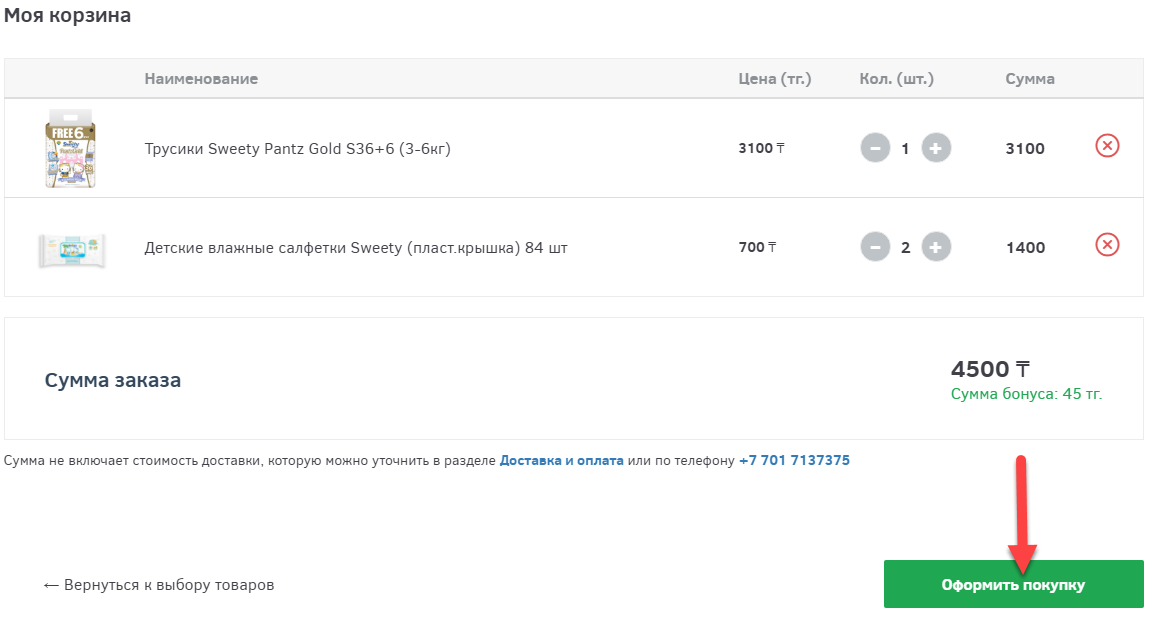 Моя корзина
Наименование Цена (тг.) Кол. (шт.) Сумма
FREE 6
Sweety
PantzGold
Трусики Sweety Pantz Gold S36+6 (3-6кг) 3100 ₸ 1 3100
Детские влажные салфетки Sweety (пласт.крышка) 84 шт 700 ₸ 2 1400
Сумма заказа 4500 ₸
Сумма бонуса: 45 тг.
Сумма не включает стоимость доставки, которую можно уточнить в разделе Доставка и оплата или по телефону +7 701 7137375
← Вернуться к выбору товаров Оформить покупку